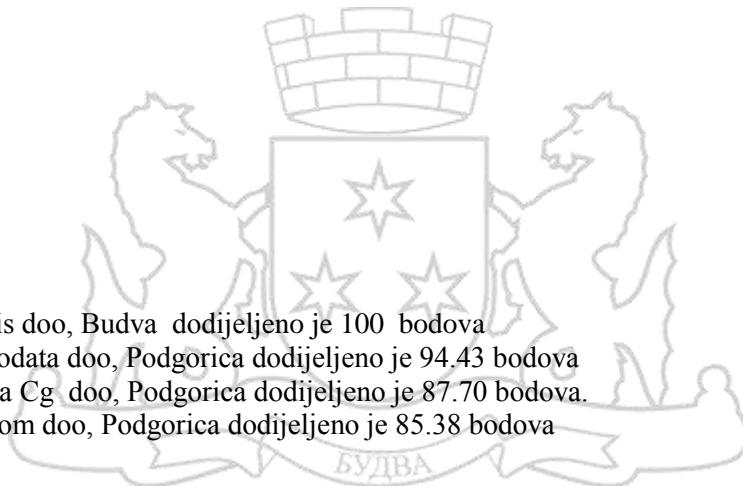 is doo, Budva dodijeljeno je 100 bodova
odata doo, Podgorica dodijeljeno je 94.43 bodova
a Cg doo, Podgorica dodijeljeno je 87.70 bodova.
om doo, Podgorica dodijeljeno je 85.38 bodova
БУДВА